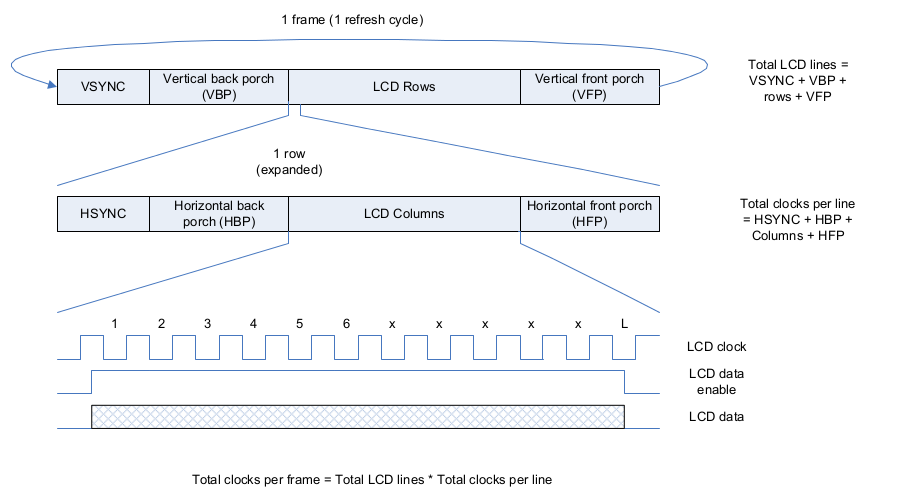 1 frame (1 refresh cycle)
VSYNC
Vertical back porch
(VBP)
LCD Rows
Vertical front porch
(VFP)
Total LCD lines =
VSYNC + VBP +
rows + VFP
1 row
(expanded)
HSYNC
Horizontal back
porch (HBP)
LCD Columns
Horizontal front porch
(HFP)
Total clocks per line
= HSYNC + HBP +
Columns + HFP
1 2 3 4 5 6 x x x x x L
LCD clock
LCD data
enable
LCD data
Total clocks per frame = Total LCD lines * Total clocks per line